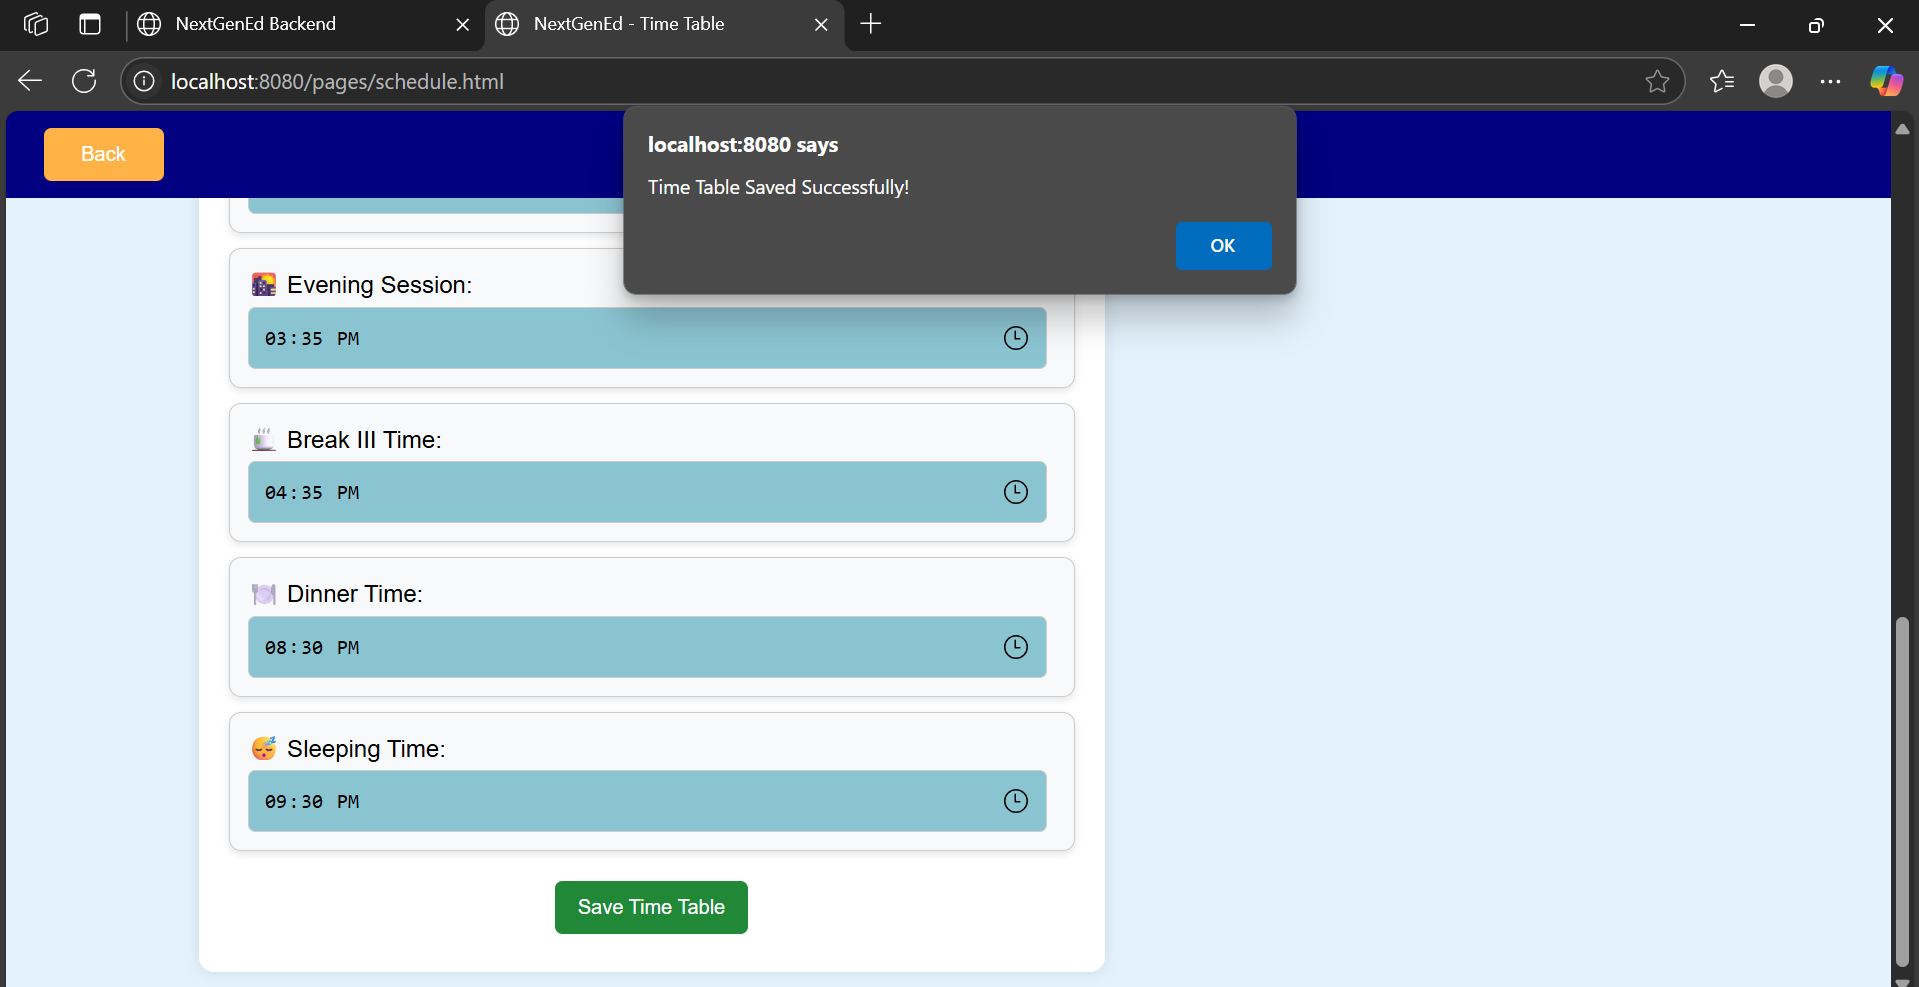 NextGenEd Backend
NextGenEd - Time Table
localhost:8080/pages/schedule.html
Back
localhost:8080 says
Time Table Saved Successfully!
OK
Evening Session:
03:35 PM
Break III Time:
04:35 PM
Dinner Time:
08:30 PM
Sleeping Time:
09:30 PM
Save Time Table